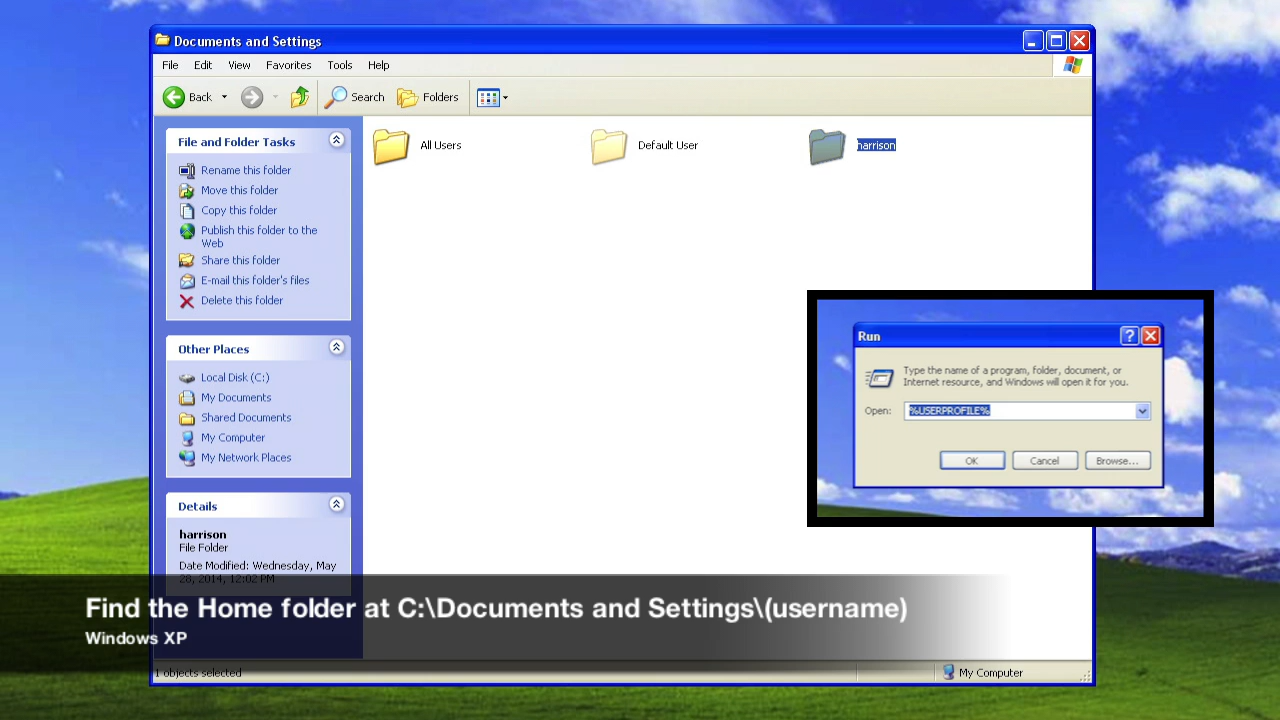 Documents and Settings
File Edit View Favorites Tools Help
Back Search Folders
File and Folder Tasks
Rename this folder
Move this folder
Copy this folder
Publish this folder to the
Web
Share this folder
E-mail this folder's files
Delete this folder
Other Places
Local Disk (C:)
My Documents
Shared Documents
My Computer
My Network Places
Details
harrison
File Folder
Date Modified: Wednesday, May
28, 2014, 12:02 PM
All Users
Default User
harrison
Run
Type the name of a program, folder, document, or
Internet resource, and Windows will open it for you.
Open: %USERPROFILE%
OK Cancel Browse...
Find the Home folder at C:\Documents and Settings\(username)
Windows XP
1 objects selected
My Computer